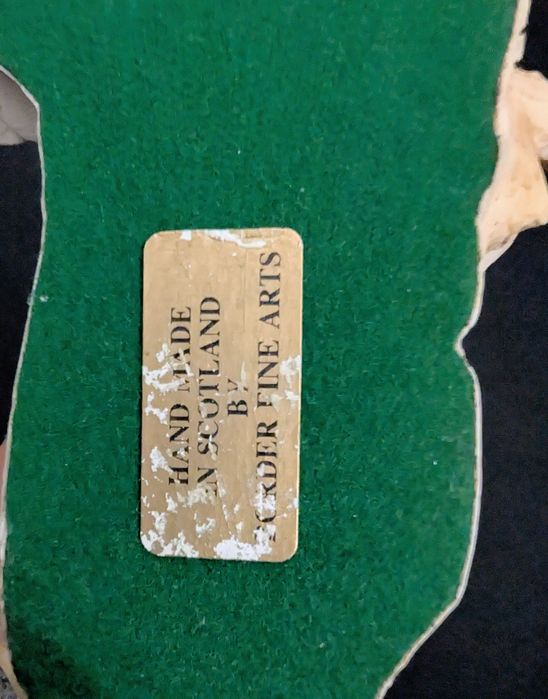 HAND MADE
IN SCOTLAND
BY
BORDER FINE ARTS